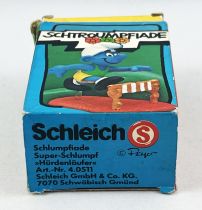 SCHTROUMPFIADE
Schleich S
© Peyo
Schlumpfiade
Super-Schlumpf
»Hürdenläufer«
Art.-Nr. 4.0511
Schleich GmbH & Co. KG.
7070 Schwäbisch Gmünd